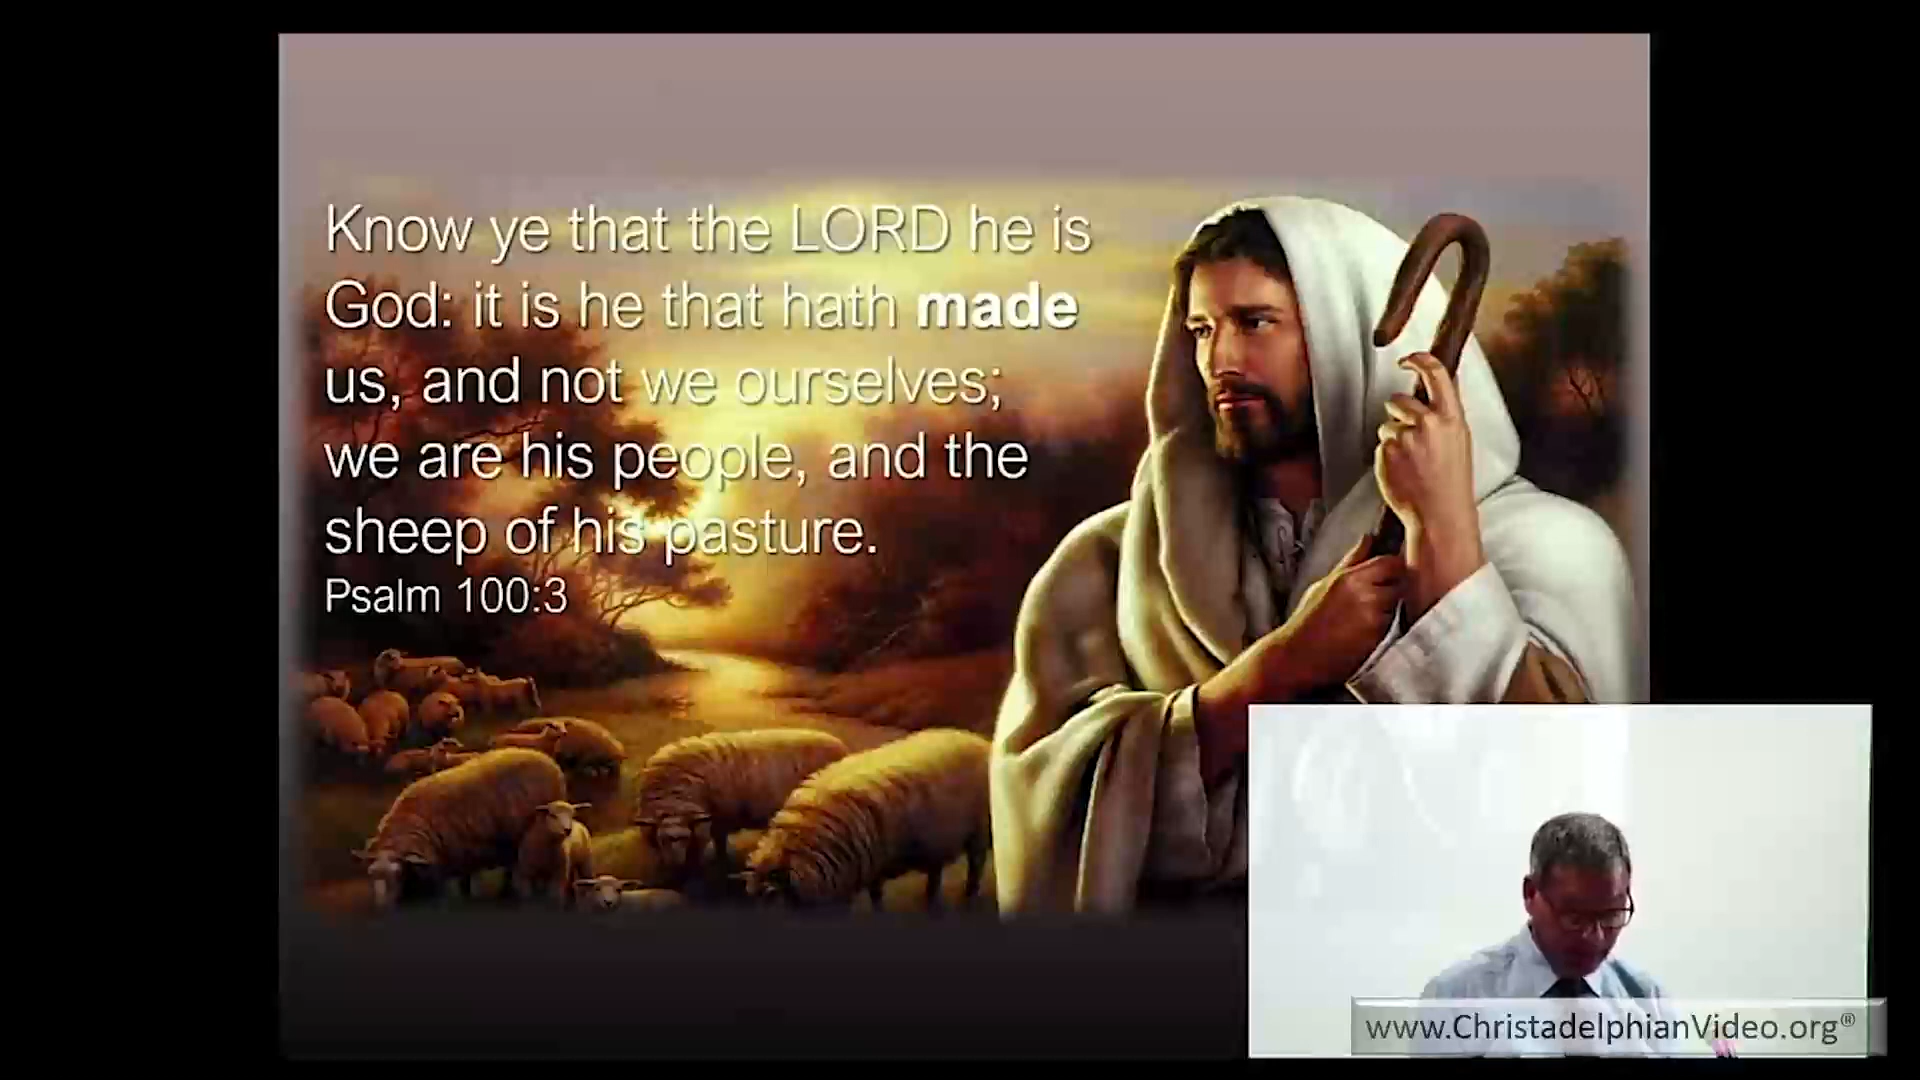 Know ye that the LORD he is
God: it is he that hath made
us, and not we ourselves;
we are his people, and the
sheep of his pasture.
Psalm 100:3
www.ChristadelphianVideo.org®